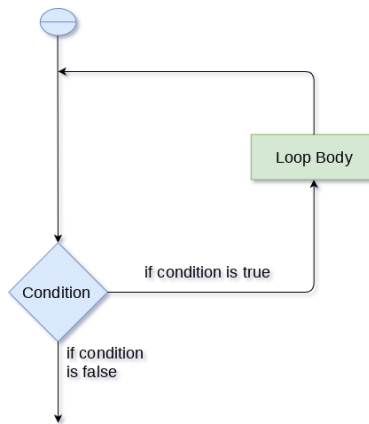 Loop Body
if condition is true
Condition
if condition
is false